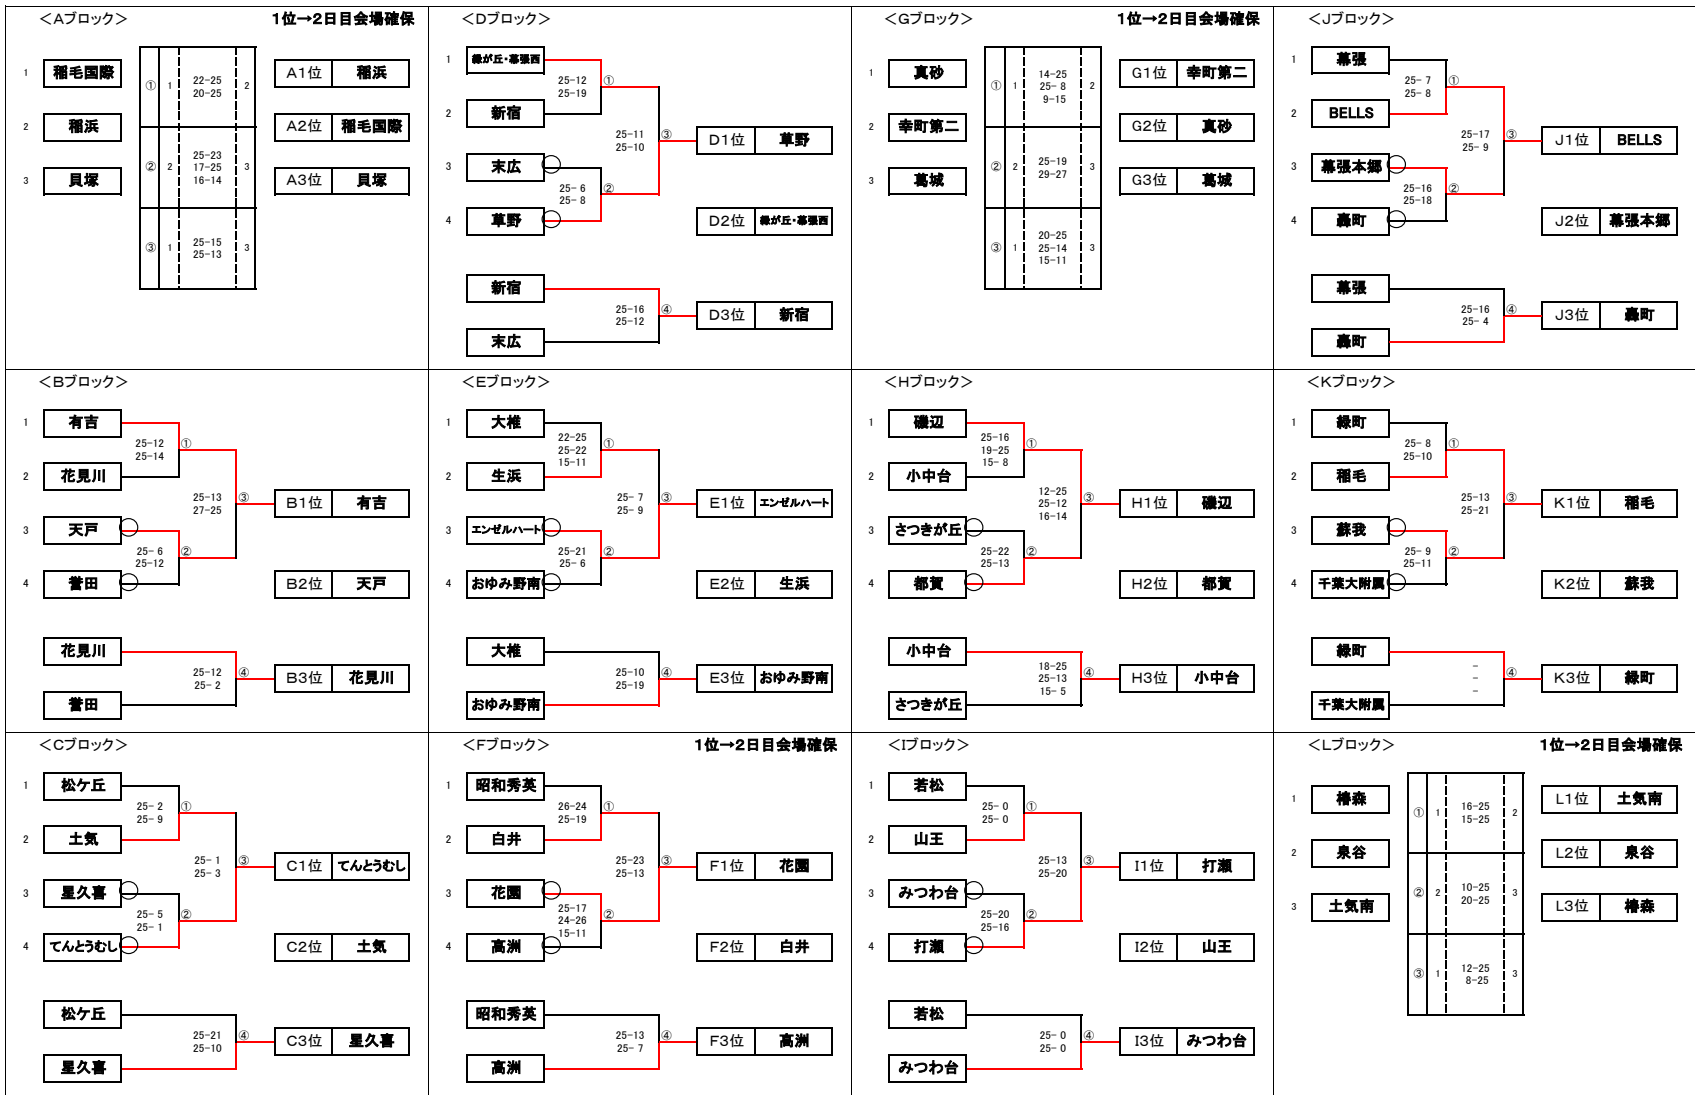 ＜Aブロック＞ 1位→2日目会場確保
1 稲毛国際
2 稲浜
3 貝塚
① 1 22-25 2
20-25
② 2 25-23 3
17-25
16-14
③ 1 25-15 3
25-13
A1位 稲浜
A2位 稲毛国際
A3位 貝塚
＜Dブロック＞
1 緑が丘・幕張西
25-12 ①
25-19
2 新宿
25-11 ③
25-10
D1位 草野
3 末広
25- 6 ②
25- 8
4 草野
D2位 緑が丘・幕張西
新宿
25-16 ④
25-12
D3位 新宿
末広
＜Gブロック＞ 1位→2日目会場確保
1 真砂
2 幸町第二
3 葛城
① 1 14-25 2
25- 8
9-15
② 2 25-19 3
29-27
③ 1 20-25 3
25-14
15-11
G1位 幸町第二
G2位 真砂
G3位 葛城
＜Jブロック＞
1 幕張
25- 7 ①
25- 8
2 BELLS
25-17 ③
25- 9
J1位 BELLS
3 幕張本郷
25-16 ②
25-18
4 轟町
J2位 幕張本郷
幕張
25-16 ④
25- 4
J3位 轟町
轟町
＜Bブロック＞
1 有吉
25-12 ①
25-14
2 花見川
25-13 ③
27-25
B1位 有吉
3 天戸
25- 6 ②
25-12
4 誉田
B2位 天戸
花見川
25-12 ④
25- 2
B3位 花見川
誉田
＜Eブロック＞
1 大椎
22-25 ①
25-22
15-11
2 生浜
25- 7 ③
25- 9
E1位 エンゼルハート
3 エンゼルハート
25-21 ②
25- 6
4 おゆみ野南
E2位 生浜
大椎
25-10 ④
25-19
E3位 おゆみ野南
おゆみ野南
＜Hブロック＞
1 磯辺
25-16 ①
19-25
15- 8
2 小中台
12-25 ③
25-12
16-14
H1位 磯辺
3 さつきが丘
25-22 ②
25-13
4 都賀
H2位 都賀
小中台
18-25 ④
25-13
15- 5
H3位 小中台
さつきが丘
＜Kブロック＞
1 緑町
25- 8 ①
25-10
2 稲毛
25-13 ③
25-21
K1位 稲毛
3 蘇我
25- 9 ②
25-11
4 千葉大附属
K2位 蘇我
緑町
-
- ④
-
K3位 緑町
千葉大附属
＜Cブロック＞
1 松ケ丘
25- 2 ①
25- 9
2 土気
25- 1 ③
25- 3
C1位 てんとうむし
3 星久喜
25- 5 ②
25- 1
4 てんとうむし
C2位 土気
松ケ丘
25-21 ④
25-10
C3位 星久喜
星久喜
＜Fブロック＞ 1位→2日目会場確保
1 昭和秀英
26-24 ①
25-19
2 白井
25-23 ③
25-13
F1位 花園
3 花園
25-17 ②
24-26
15-11
4 高洲
F2位 白井
昭和秀英
25-13 ④
25- 7
F3位 高洲
高洲
＜Iブロック＞
1 若松
25- 0 ①
25- 0
2 山王
25-13 ③
25-20
I1位 打瀬
3 みつわ台
25-20 ②
25-16
4 打瀬
I2位 山王
若松
25- 0 ④
25- 0
I3位 みつわ台
みつわ台
＜Lブロック＞ 1位→2日目会場確保
1 椿森
2 泉谷
3 土気南
① 1 16-25 2
15-25
② 2 10-25 3
20-25
③ 1 12-25 3
8-25
L1位 土気南
L2位 泉谷
L3位 椿森